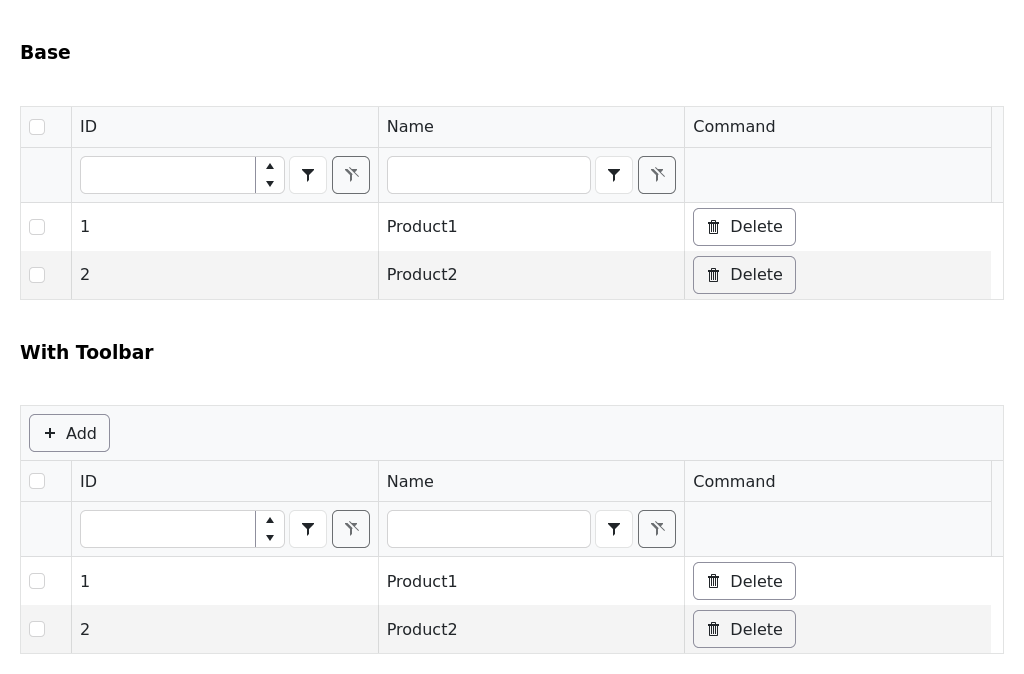 Base
ID Name Command
1 Product1 Delete
2 Product2 Delete
With Toolbar
Add
ID Name Command
1 Product1 Delete
2 Product2 Delete